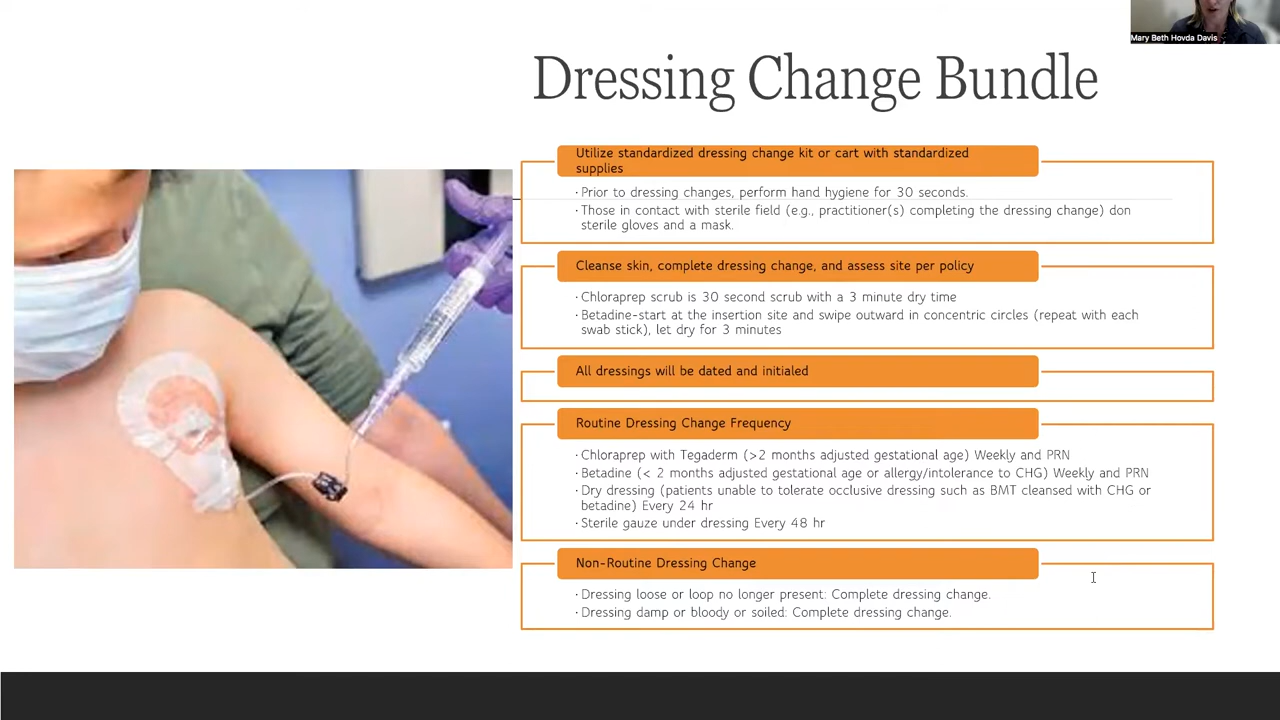 Mary Beth Hovda Davis
Dressing Change Bundle
Utilize standardized dressing change kit or cart with standardized
supplies
· Prior to dressing changes, perform hand hygiene for 30 seconds.
· Those in contact with sterile field (e.g., practitioner(s) completing the dressing change) don
sterile gloves and a mask.
Cleanse skin, complete dressing change, and assess site per policy
· Chloraprep scrub is 30 second scrub with a 3 minute dry time
· Betadine-start at the insertion site and swipe outward in concentric circles (repeat with each
swab stick), let dry for 3 minutes
All dressings will be dated and initialed
Routine Dressing Change Frequency
· Chloraprep with Tegaderm (>2 months adjusted gestational age) Weekly and PRN
· Betadine (< 2 months adjusted gestational age or allergy/intolerance to CHG) Weekly and PRN
· Dry dressing (patients unable to tolerate occlusive dressing such as BMT cleansed with CHG or
betadine) Every 24 hr
· Sterile gauze under dressing Every 48 hr
Non-Routine Dressing Change
· Dressing loose or loop no longer present: Complete dressing change.
· Dressing damp or bloody or soiled: Complete dressing change.